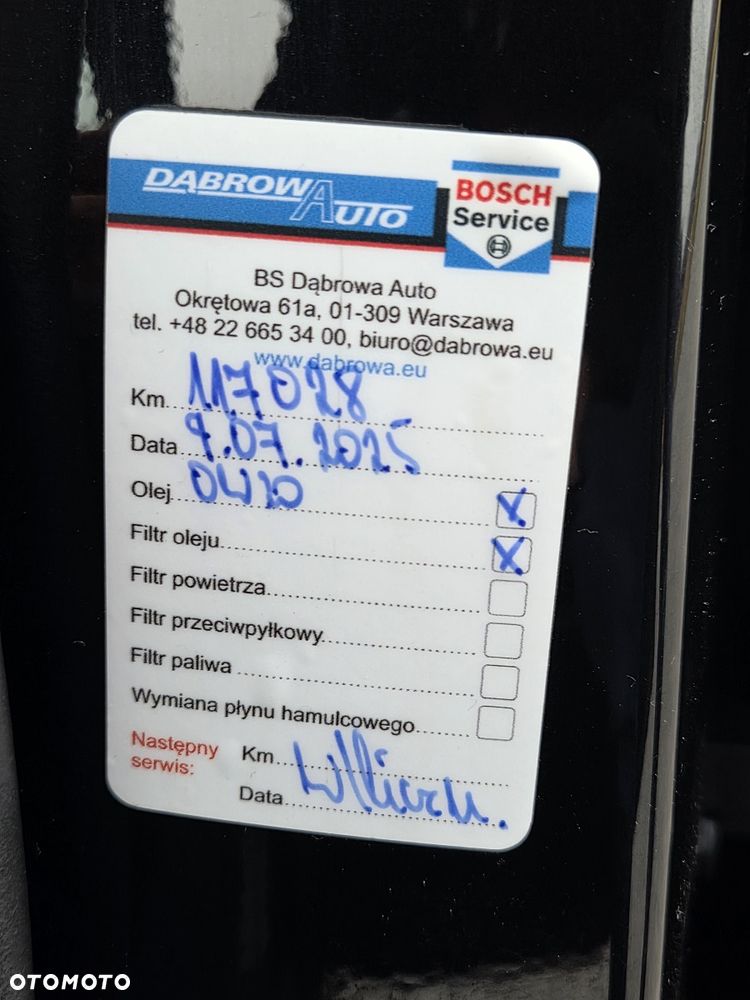 DĄBROWAUTO
BOSCH
Service
BS Dąbrowa Auto
Okrętowa 61a, 01-309 Warszawa
tel. +48 22 665 34 00, biuro@dabrowa.eu
www.dabrowa.eu
Km. 117028
Data 9.07.2025
Olej 0W20 X
Filtr oleju X
Filtr powietrza
Filtr przeciwpyłkowy
Filtr paliwa
Wymiana płynu hamulcowego
Następny serwis: Km
Data
OTOMOTO